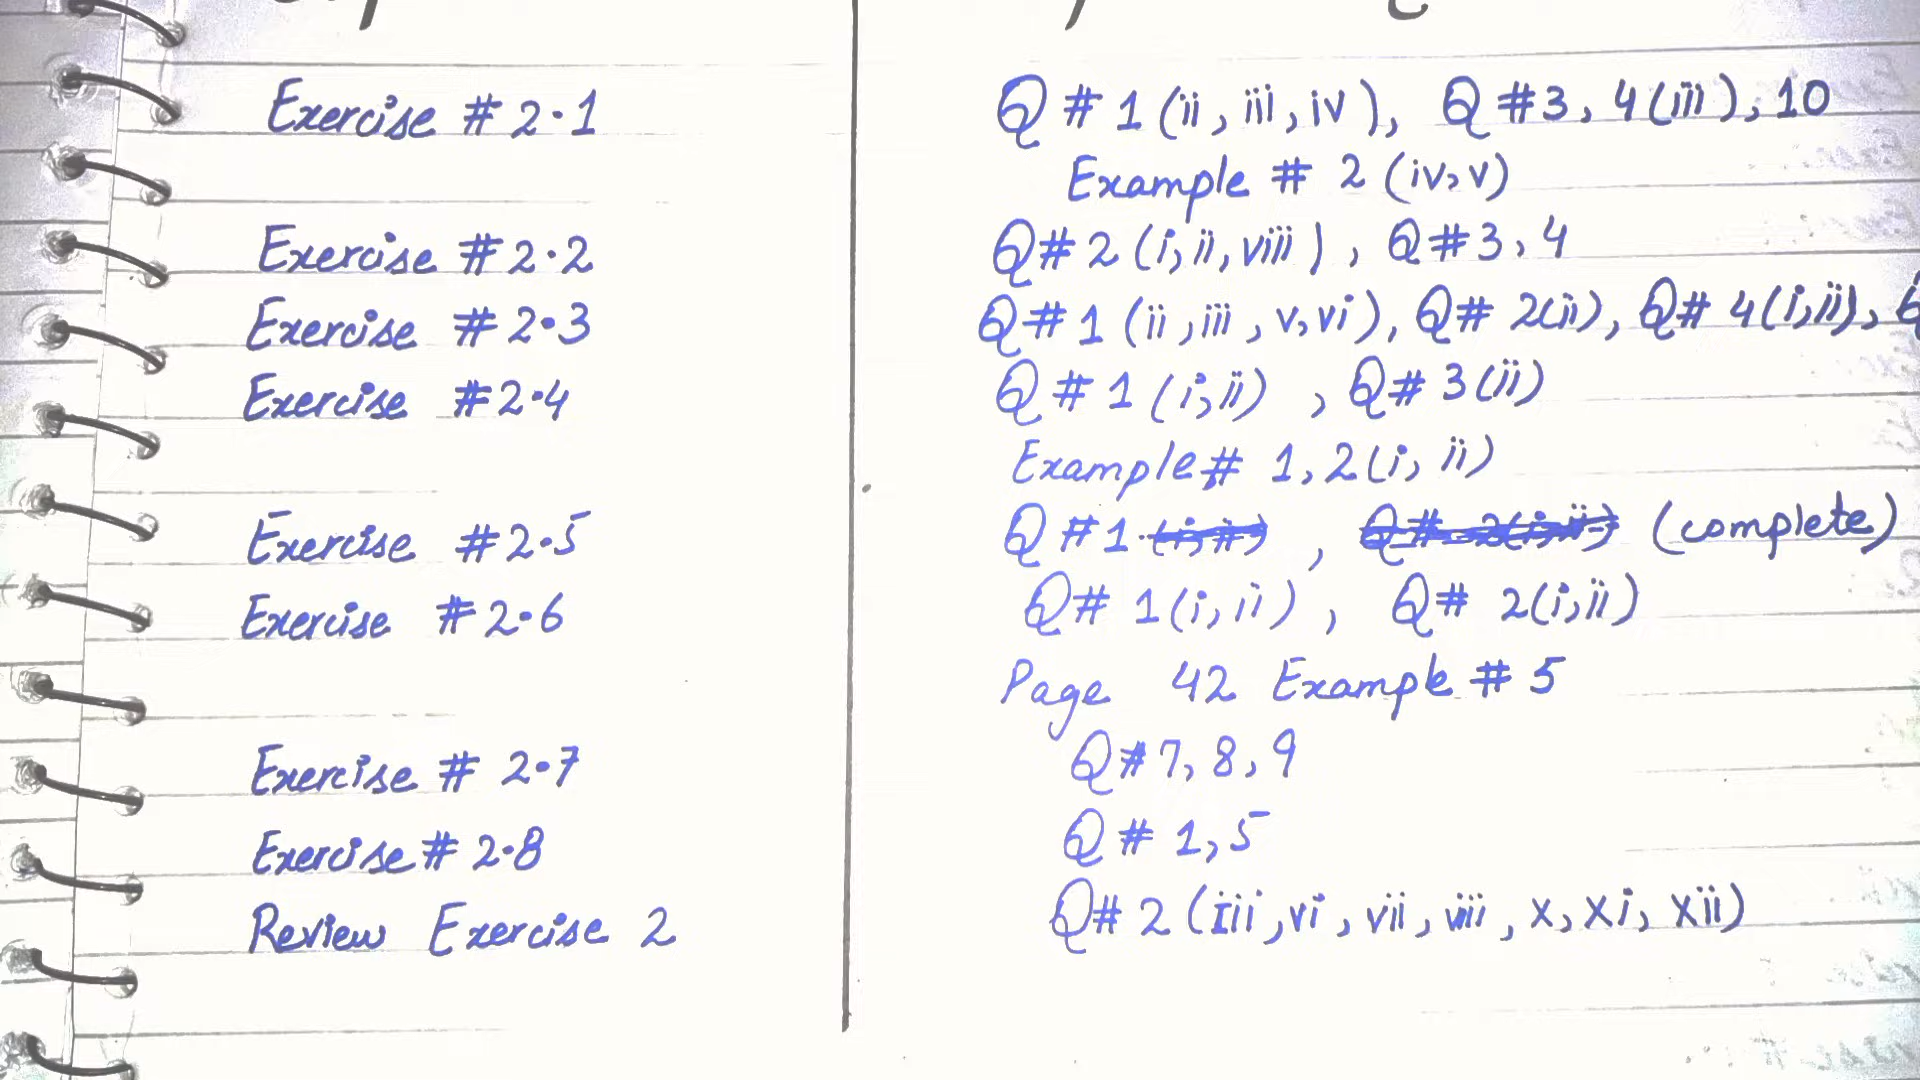 Exercise # 2.1 Q # 1 (ii, iii, iv), Q #3, 4(iii), 10
Example # 2 (iv, v)
Exercise # 2.2 Q# 2 (i, ii, viii), Q#3, 4
Exercise # 2.3 Q# 1 (ii, iii, v, vi), Q# 2(ii), Q# 4(i, ii),
Exercise #2.4 Q # 1 (i, ii), Q# 3(ii)
Example# 1, 2(i, ii)
Exercise #2.5 Q #1 , (complete)
Exercise #2.6 Q# 1(i, ii), Q# 2(i, ii)
Page 42 Example # 5
Exercise # 2.7 Q#7, 8, 9
Exercise # 2.8 Q # 1, 5
Review Exercise 2 Q# 2 (Iii, vi, vii, viii, x, xi, xii)